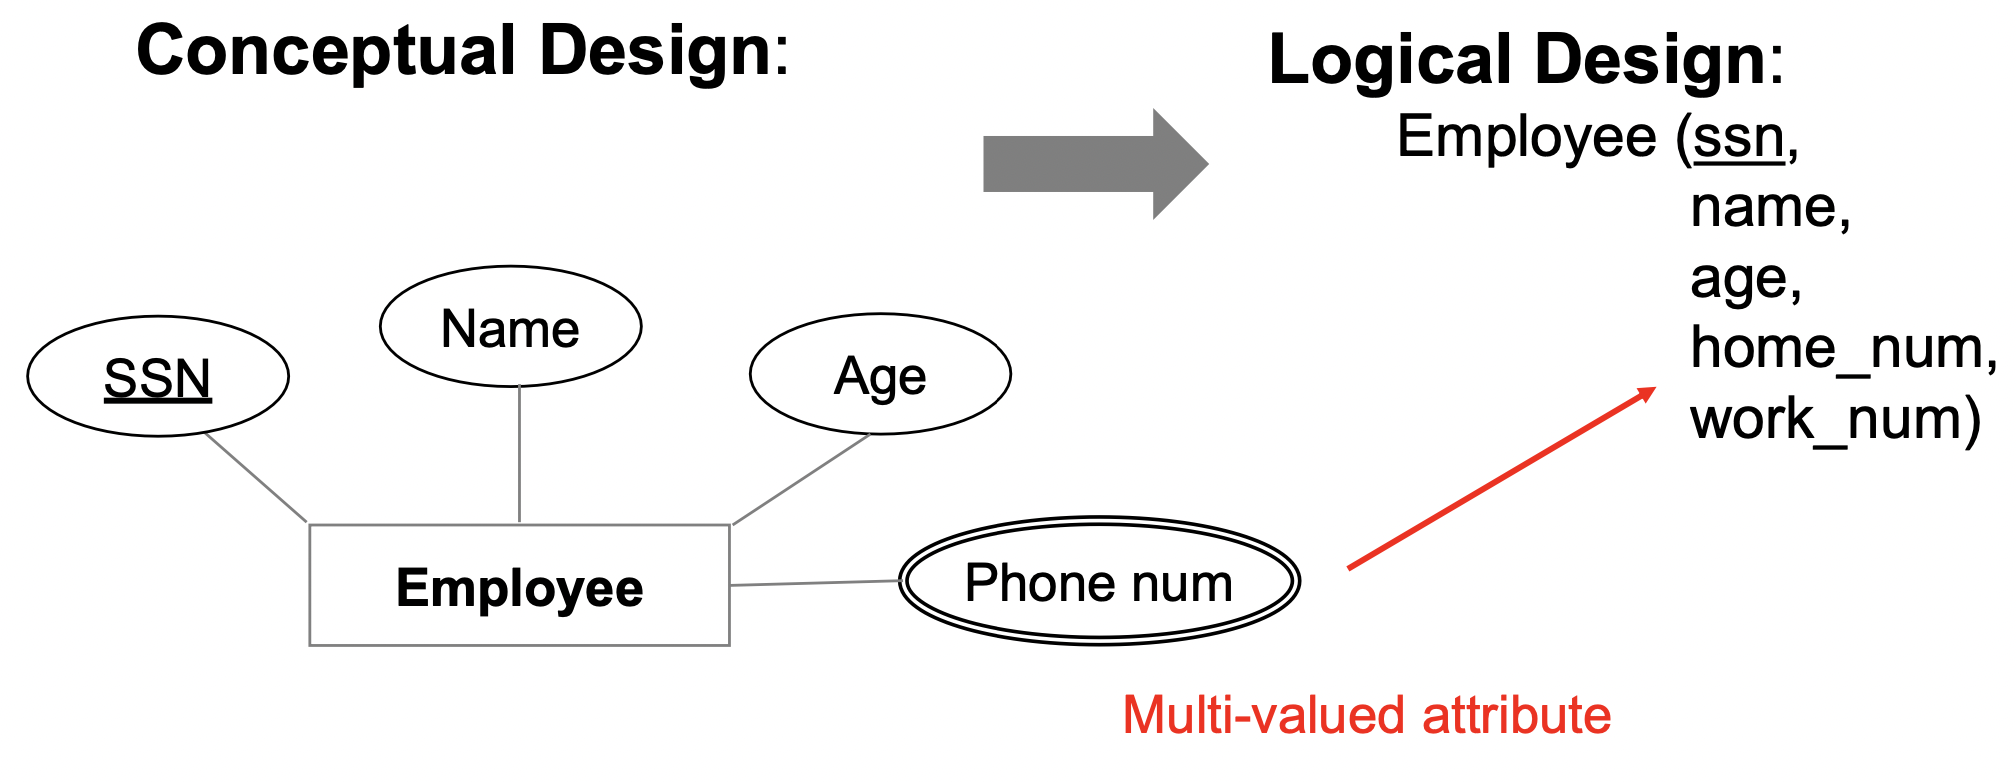 Conceptual Design:
Logical Design:
Employee (ssn,
name,
age,
home_num,
work_num)
SSN
Name
Age
Employee
Phone num
Multi-valued attribute